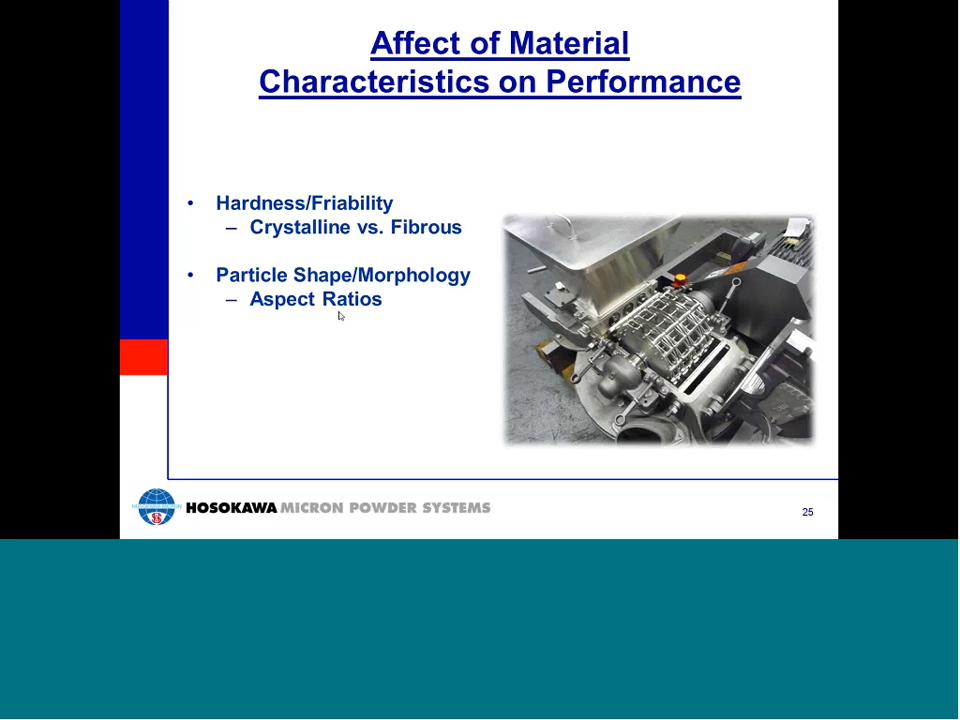 Affect of Material
Characteristics on Performance
• Hardness/Friability
– Crystalline vs. Fibrous
• Particle Shape/Morphology
– Aspect Ratios
HOSOKAWA MICRON POWDER SYSTEMS
25